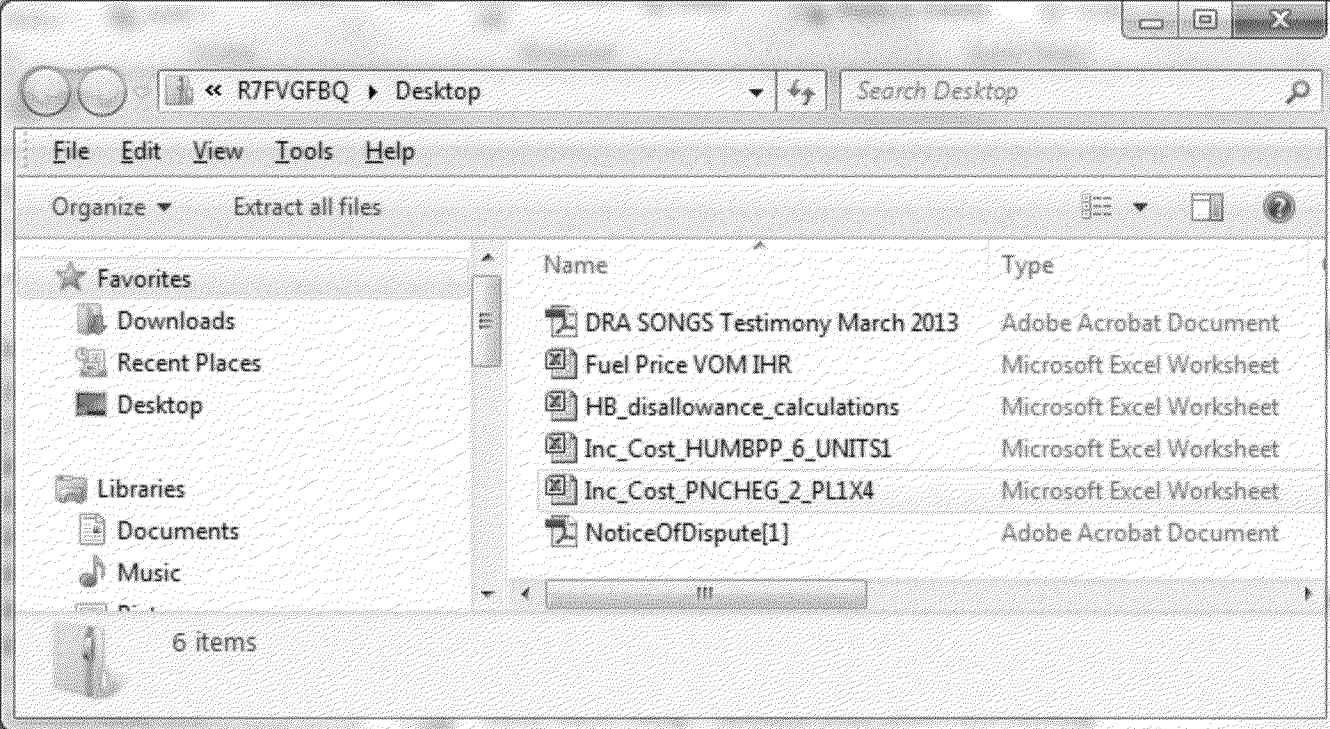 « R7FVGFBQ Desktop Search Desktop
File Edit View Tools Help
Organize Extract all files
Name Type
Favorites
Downloads
Recent Places
Desktop
Libraries
Documents
Music
DRA SONGS Testimony March 2013 Adobe Acrobat Document
Fuel Price VOM IHR Microsoft Excel Worksheet
HB_disallowance_calculations Microsoft Excel Worksheet
Inc_Cost_HUMBPP_6_UNITS1 Microsoft Excel Worksheet
Inc_Cost_PNCHEG_2_PL1X4 Microsoft Excel Worksheet
NoticeOfDispute[1] Adobe Acrobat Document
6 items